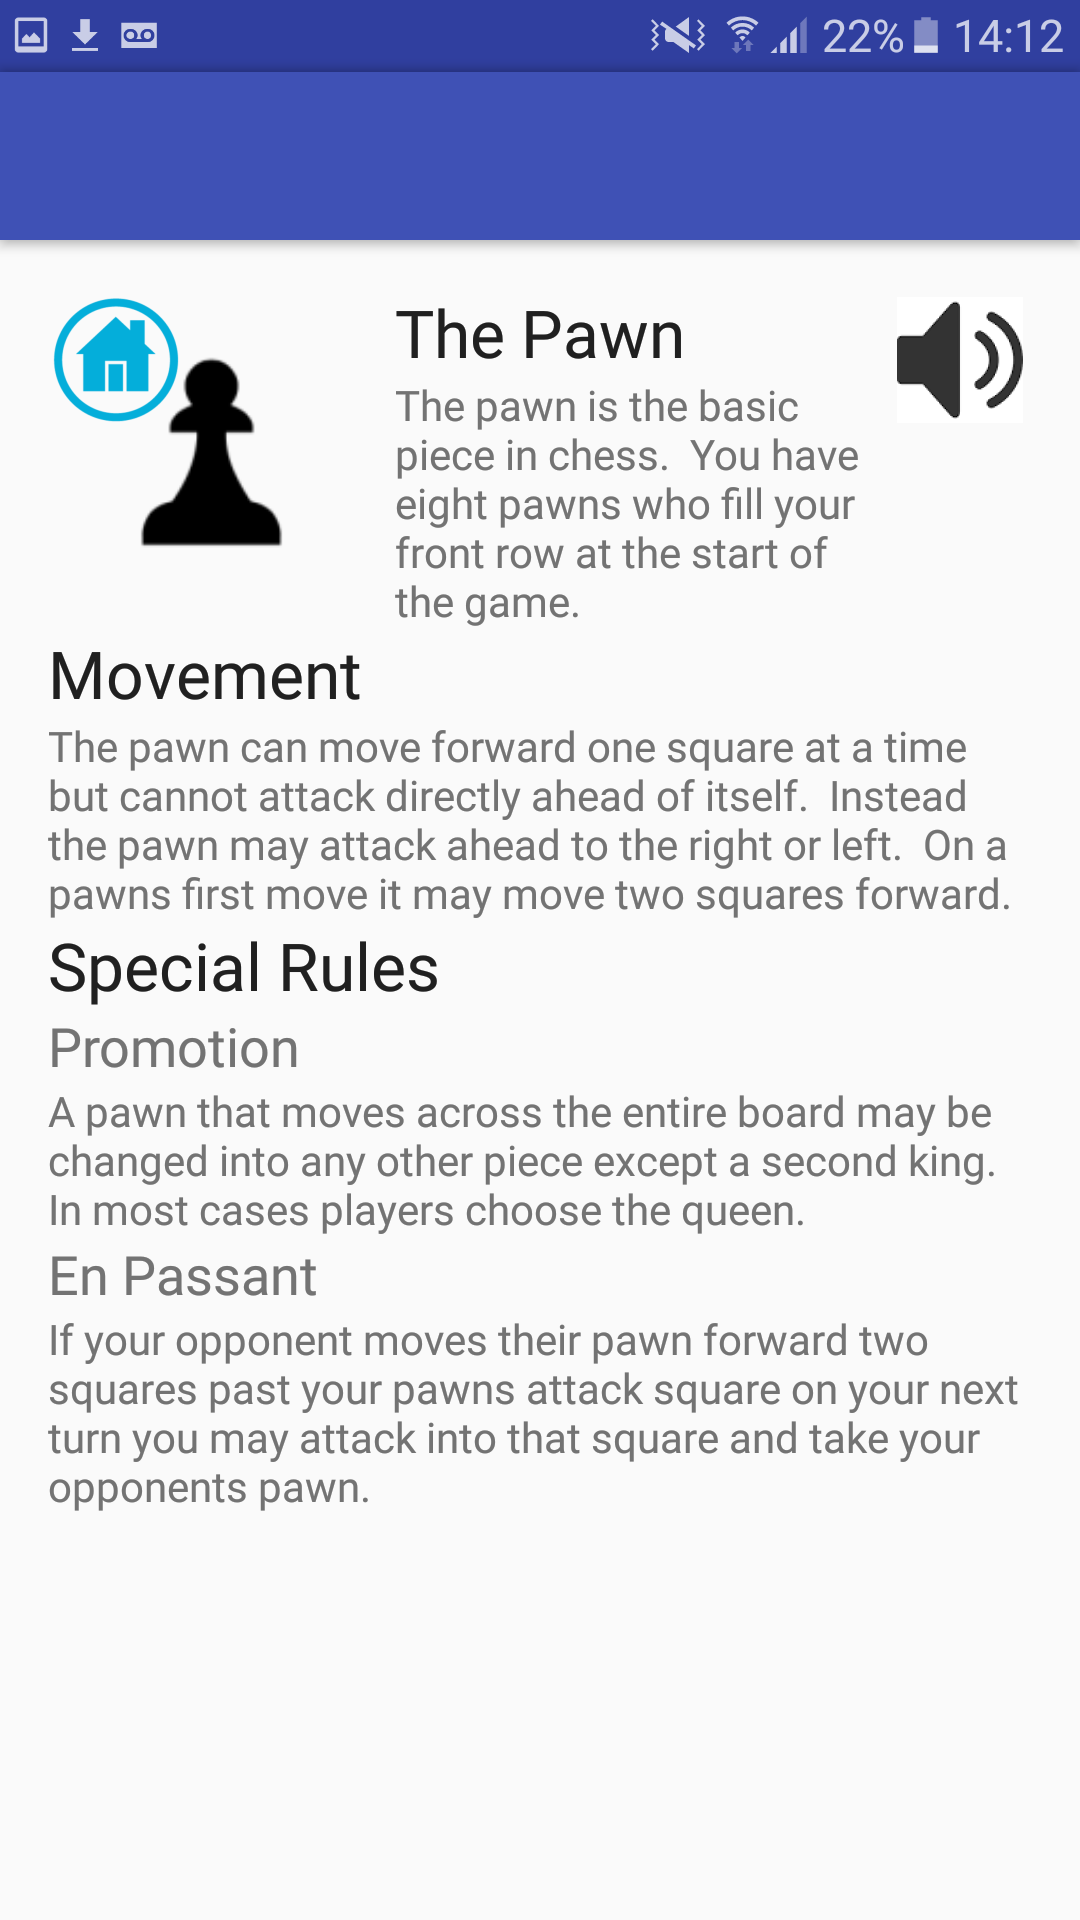 22% 14:12
The Pawn
The pawn is the basic
piece in chess.  You have
eight pawns who fill your
front row at the start of
the game.
Movement
The pawn can move forward one square at a time
but cannot attack directly ahead of itself.  Instead
the pawn may attack ahead to the right or left.  On a
pawns first move it may move two squares forward.
Special Rules
Promotion
A pawn that moves across the entire board may be
changed into any other piece except a second king.
In most cases players choose the queen.
En Passant
If your opponent moves their pawn forward two
squares past your pawns attack square on your next
turn you may attack into that square and take your
opponents pawn.